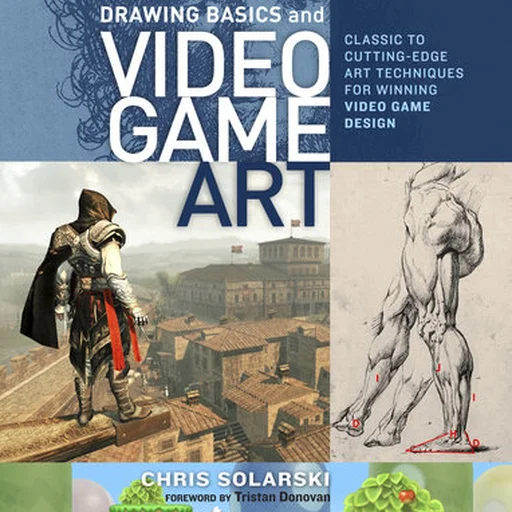 DRAWING BASICS and
VIDEO
GAME
ART
CLASSIC TO
CUTTING-EDGE
ART TECHNIQUES
FOR WINNING
VIDEO GAME
DESIGN
I
J
I
D
H
D
CHRIS SOLARSKI
FOREWORD BY Tristan Donovan